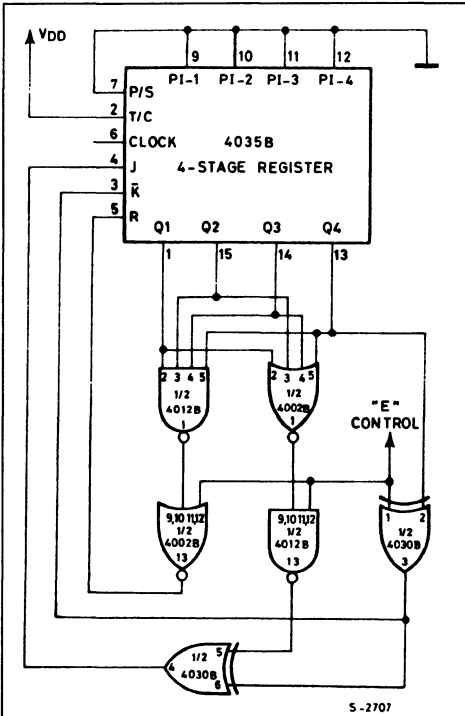 VDD
9 10 11 12
PI-1 PI-2 PI-3 PI-4
7 P/S
2 T/C
6 CLOCK 4035B
4 J 4-STAGE REGISTER
3 K̅
5 R
Q1 Q2 Q3 Q4
1 15 14 13
2 3 4 5
1/2
4012B
1
2 3 4 5
1/2
4002B
1
"E"
CONTROL
9,10 11,12
1/2
4002B
13
9,10 11,12
1/2
4012B
13
1 2
1/2
4030B
3
4 1/2 5
4030B 6
S-2707